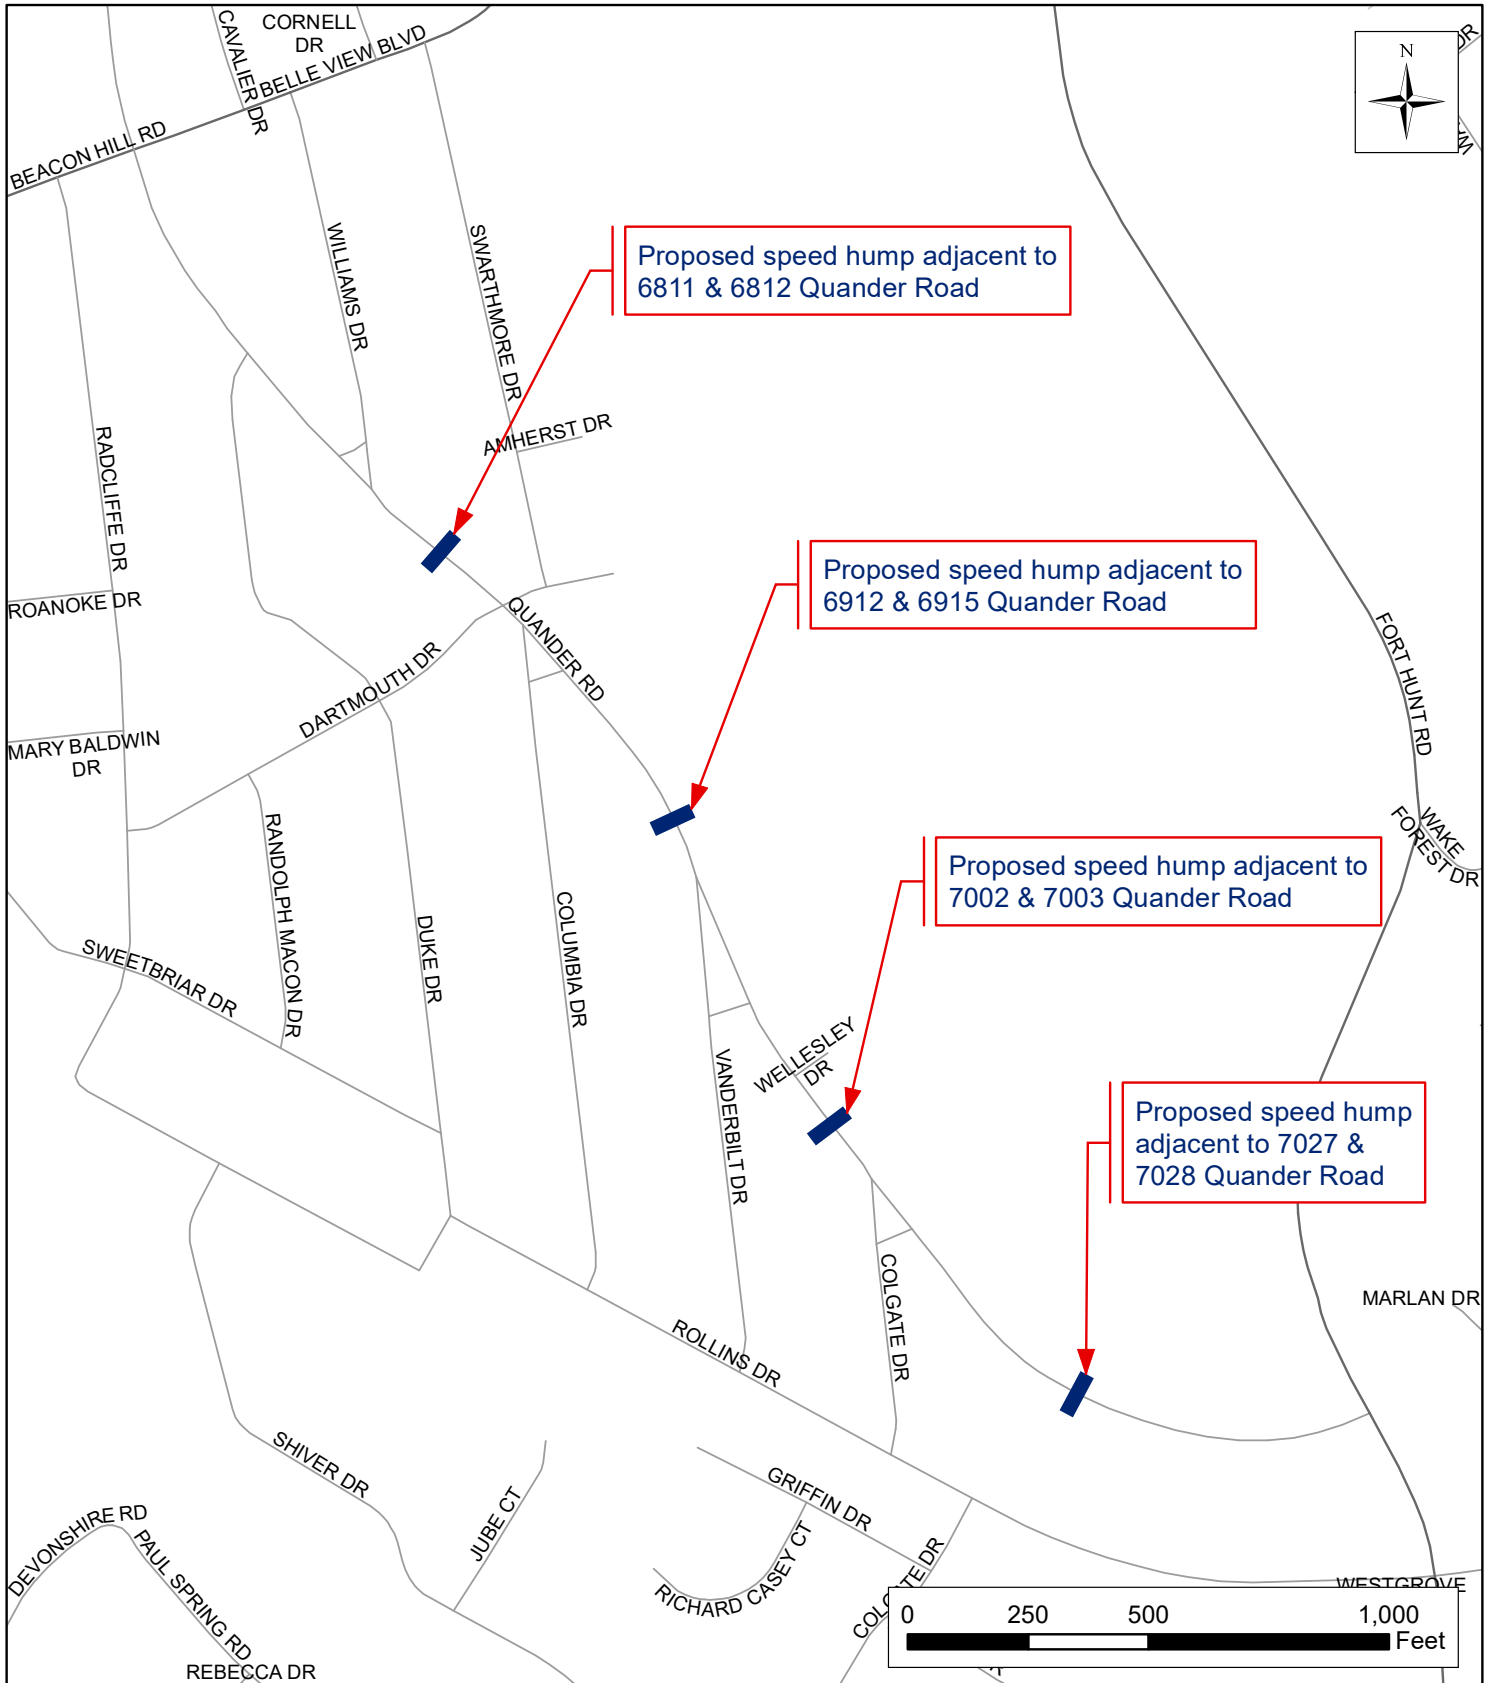 CORNELL
DR
CAVALIER DR
BELLE VIEW BLVD
N
DR
BEACON HILL RD
WILLIAMS DR
SWARTHMORE DR
Proposed speed hump adjacent to
6811 & 6812 Quander Road
AMHERST DR
RADCLIFFE DR
Proposed speed hump adjacent to
6912 & 6915 Quander Road
ROANOKE DR
QUANDER RD
FORT HUNT RD
DARTMOUTH DR
MARY BALDWIN
DR
WAKE
FOREST DR
RANDOLPH MACON DR
Proposed speed hump adjacent to
7002 & 7003 Quander Road
COLUMBIA DR
DUKE DR
SWEETBRIAR DR
WELLESLEY
DR
VANDERBILT DR
Proposed speed hump
adjacent to 7027 &
7028 Quander Road
COLGATE DR
MARLAN DR
ROLLINS DR
SHIVER DR
GRIFFIN DR
JUBE CT
DEVONSHIRE RD
PAUL SPRING RD
RICHARD CASEY CT
COLGATE DR
WESTGROVE
0 250 500 1,000
Feet
REBECCA DR